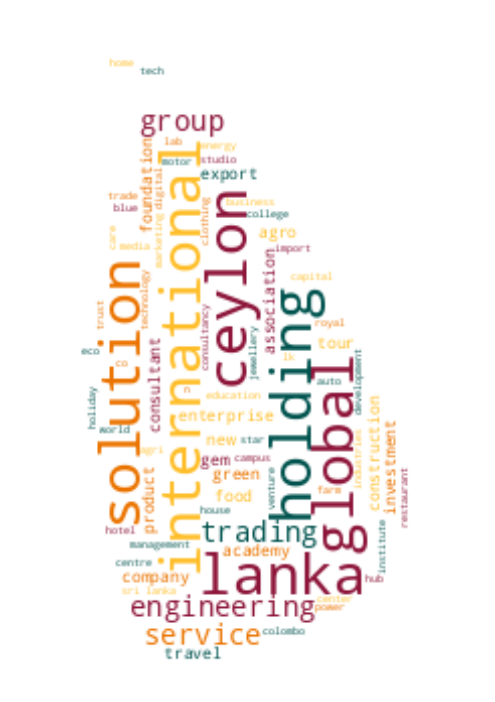 home
tech
group
lab
energy
motor
studio
foundation
international
export
trade
digital
blue
clothing
business
college
ceylon
marketing
care
media
agro
import
association
technology
capital
solution
trust
holding
royal
consultancy
jewellery
consultant
tour
eco
lk
co
global
auto
development
holiday
n
education
enterprise
world
construction
new
star
investment
agri
gem
campus
industries
product
green
venture
farm
restaurant
food
house
hotel
trading
institute
management
academy
centre
lanka
company
hub
sri lanka
engineering
center
power
service
colombo
travel